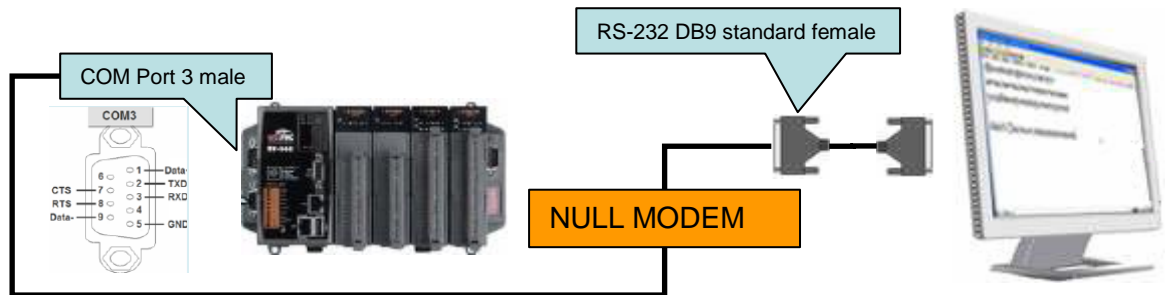 RS-232 DB9 standard female
COM Port 3 male
COM3
1 Data+
6
2 TXD
CTS 7
3 RXD
RTS 8
4
Data- 9
5 GND
NULL MODEM